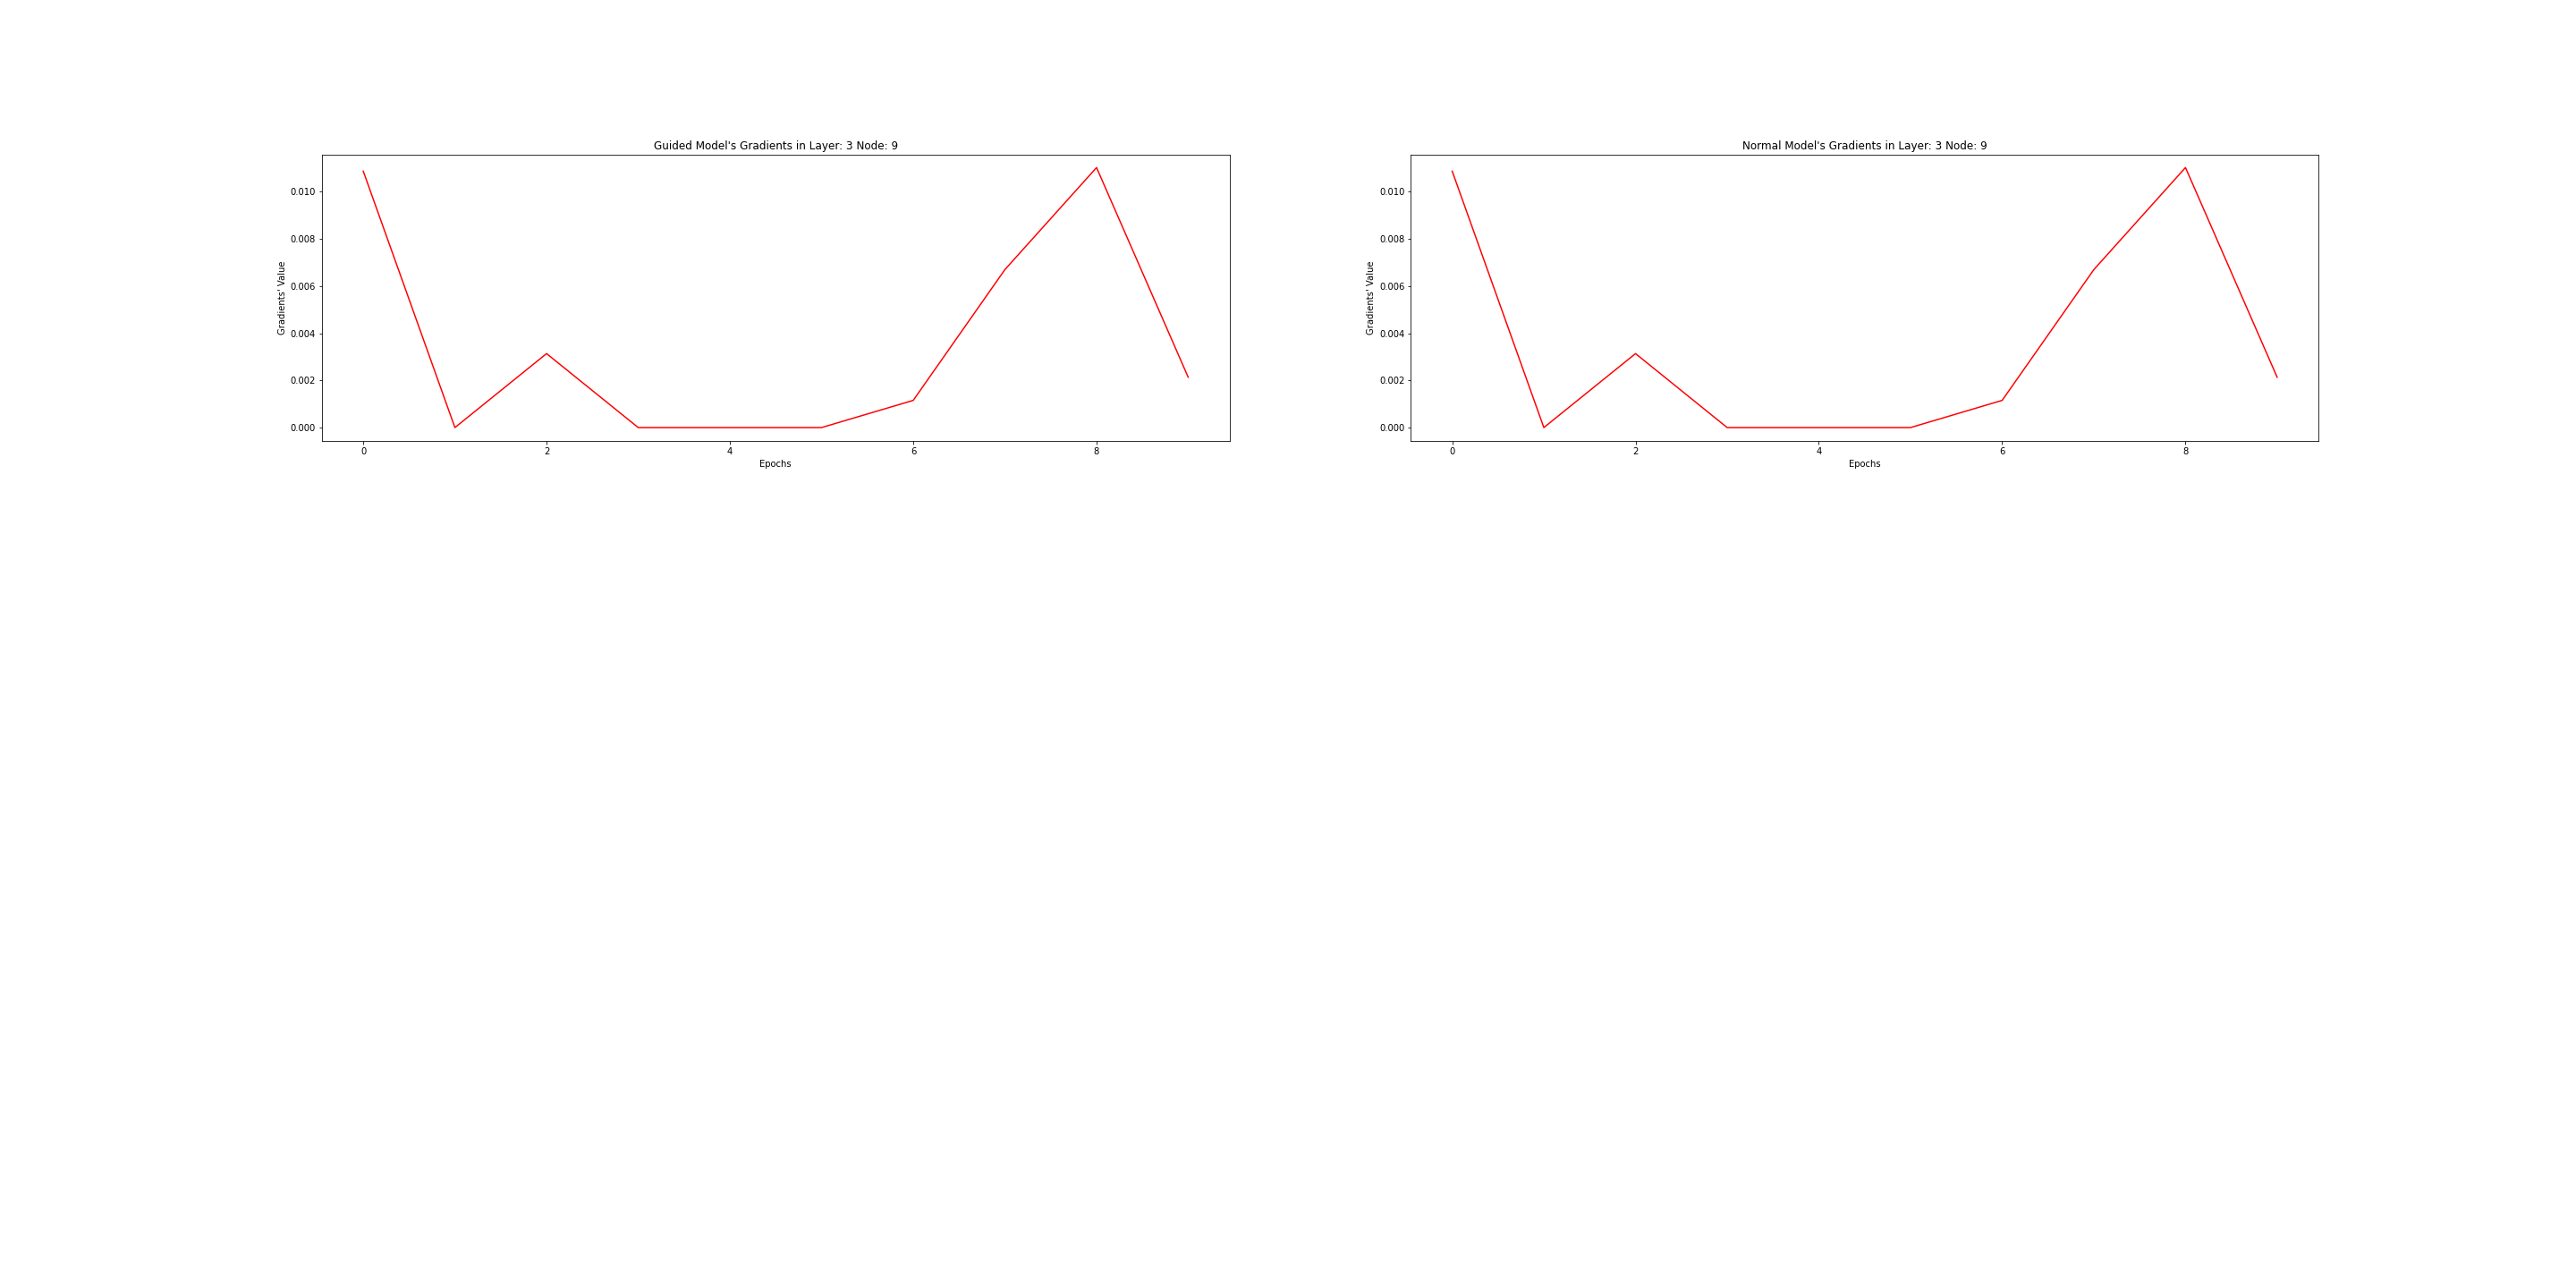 Guided Model's Gradients in Layer: 3 Node: 9
Gradients' Value
0.010
0.008
0.006
0.004
0.002
0.000
0 2 4 6 8
Epochs
Normal Model's Gradients in Layer: 3 Node: 9
Gradients' Value
0.010
0.008
0.006
0.004
0.002
0.000
0 2 4 6 8
Epochs